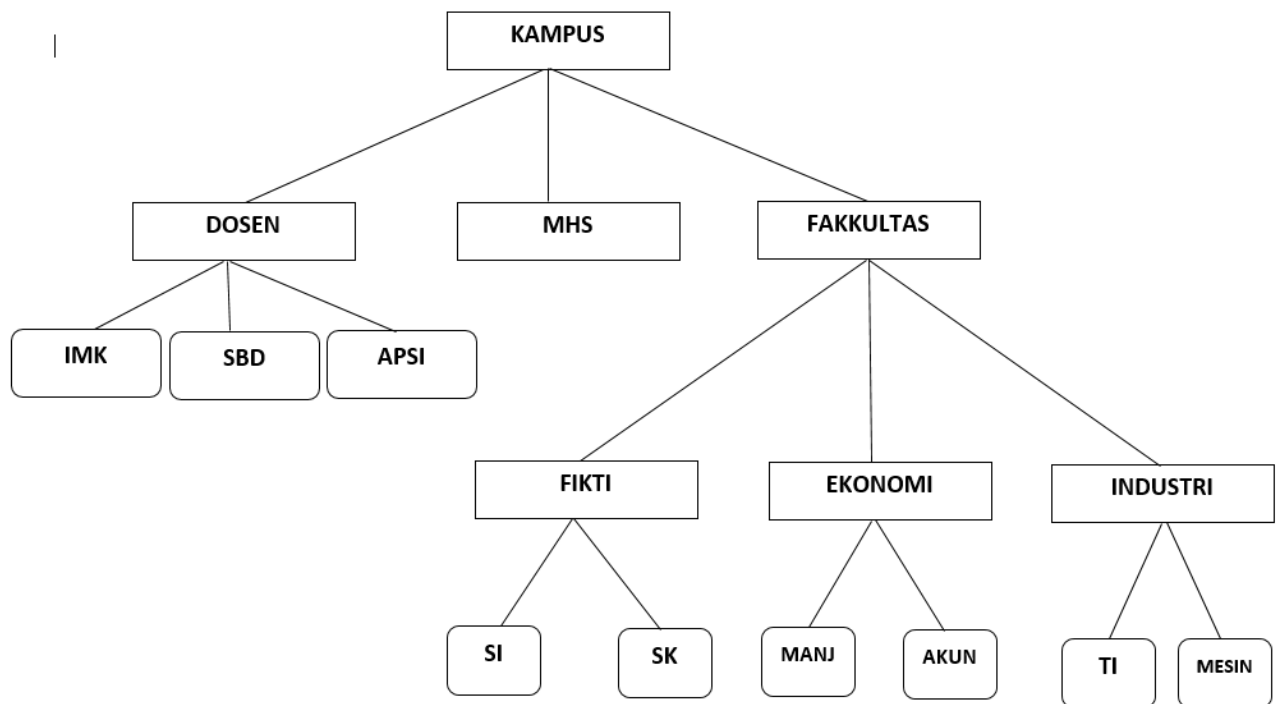 KAMPUS
DOSEN
MHS
FAKKULTAS
IMK
SBD
APSI
FIKTI
EKONOMI
INDUSTRI
SI
SK
MANJ
AKUN
TI
MESIN